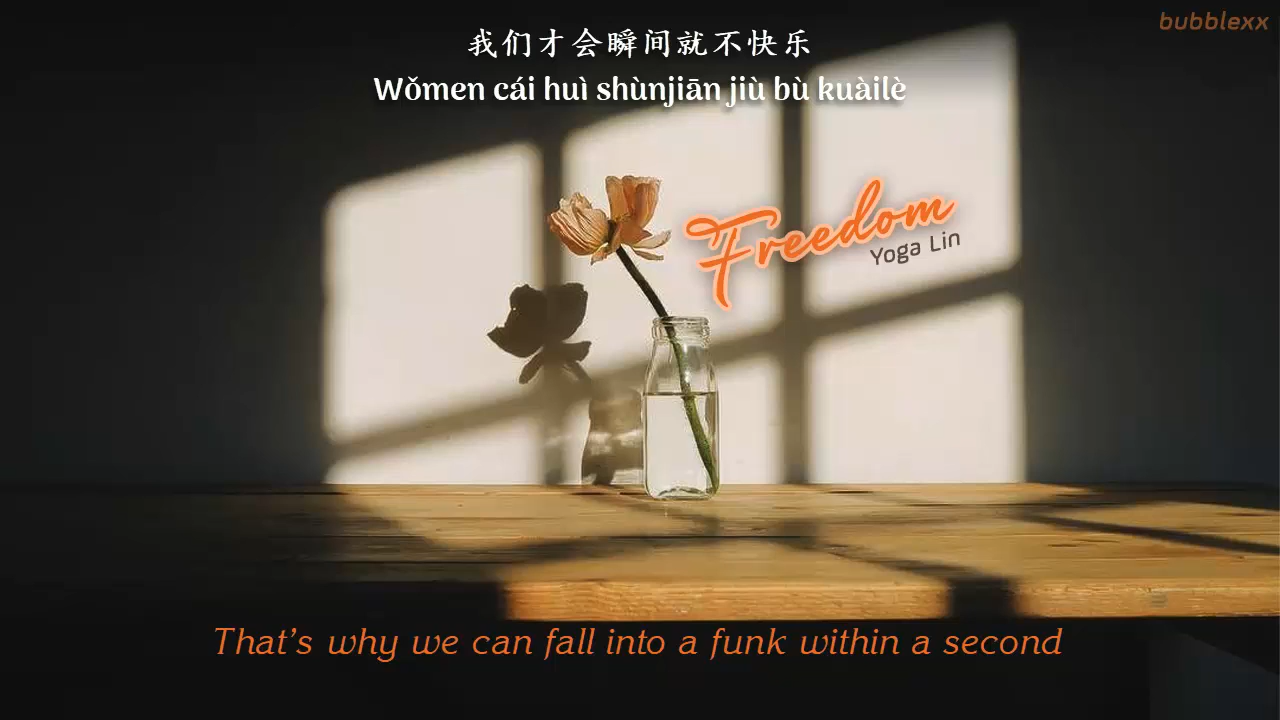 bubblexx
我们才会瞬间就不快乐
Wǒmen cái huì shùnjiān jiù bù kuàilè
Freedom
Yoga Lin
That's why we can fall into a funk within a second